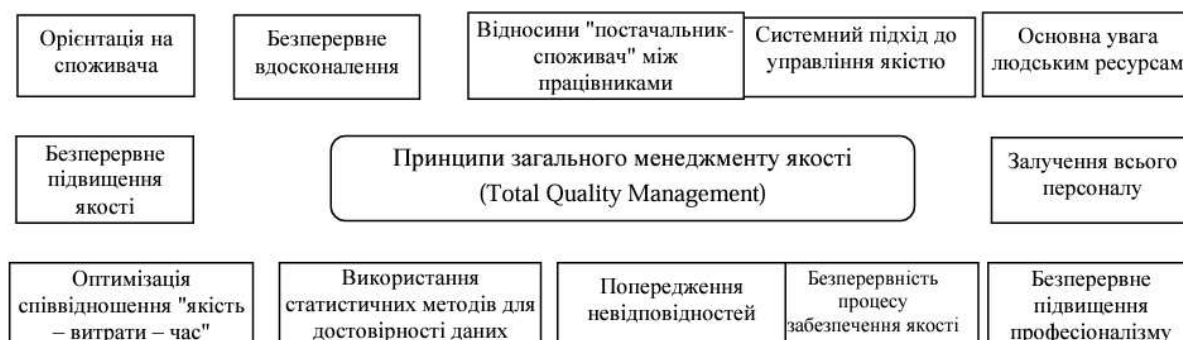 Орієнтація на
споживача
Безперервне
вдосконалення
Відносини "постачальник-
споживач" між
працівниками
Системний підхід до
управління якістю
Основна увага
людським ресурсам
Безперервне
підвищення
якості
Принципи загального менеджменту якості
(Total Quality Management)
Залучення всього
персоналу
Оптимізація
співвідношення "якість
– витрати – час"
Використання
статистичних методів для
достовірності даних
Попередження
невідповідностей
Безперервність
процесу
забезпечення якості
Безперервне
підвищення
професіоналізму